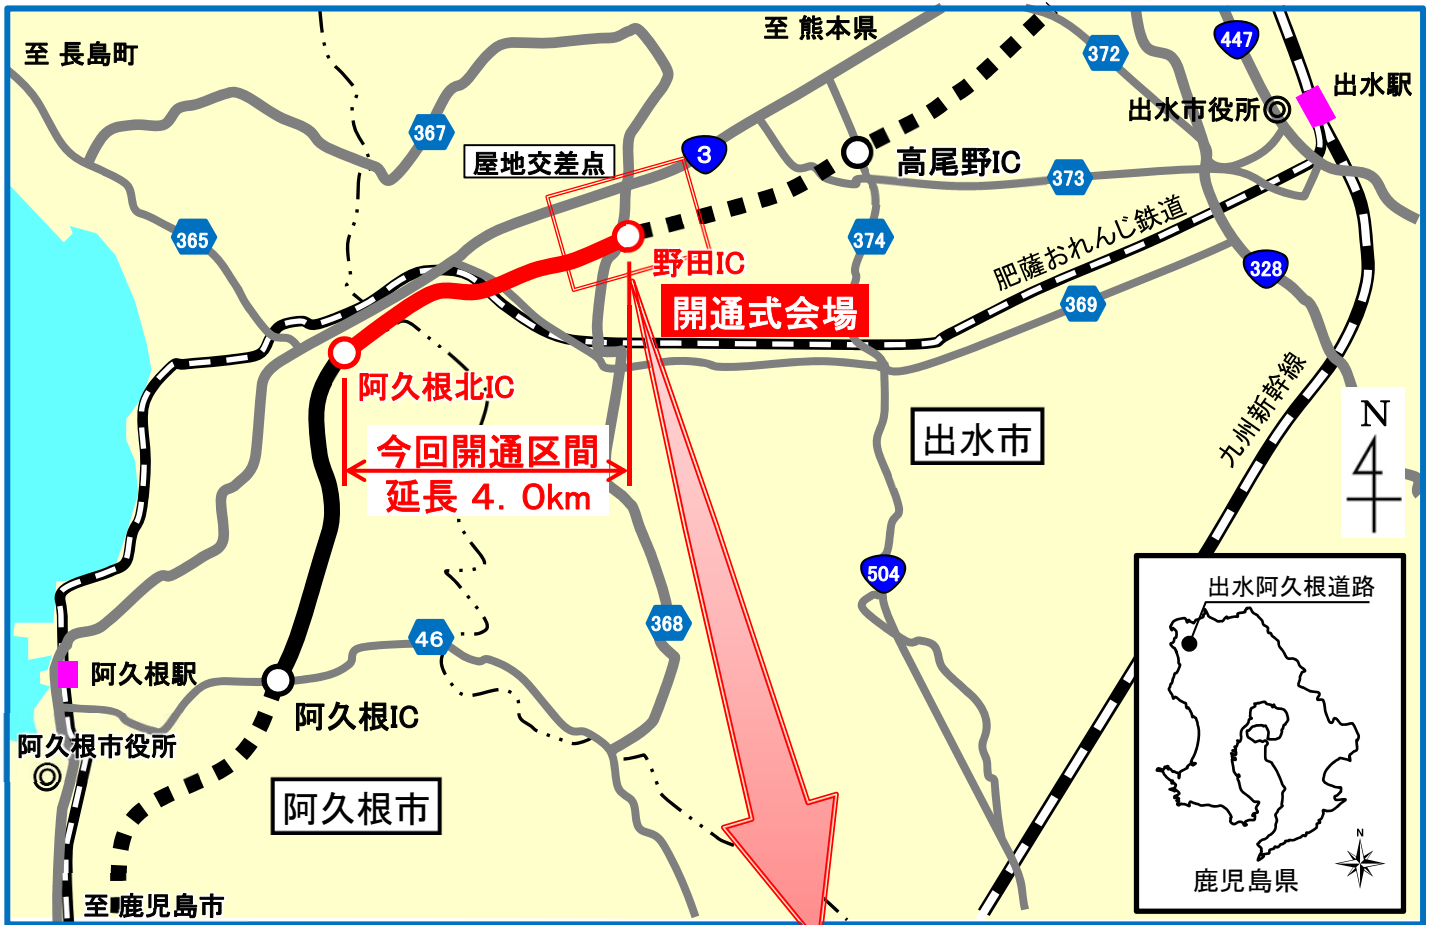 至 長島町
至 熊本県
372
447
出水駅
出水市役所
367
屋地交差点
3
高尾野IC
373
365
374
肥薩おれんじ鉄道
野田IC
328
開通式会場
369
阿久根北IC
九州新幹線
N
今回開通区間
延長 4.0km
出水市
504
出水阿久根道路
368
46
阿久根駅
阿久根IC
阿久根市役所
阿久根市
N
鹿児島県
至 鹿児島市